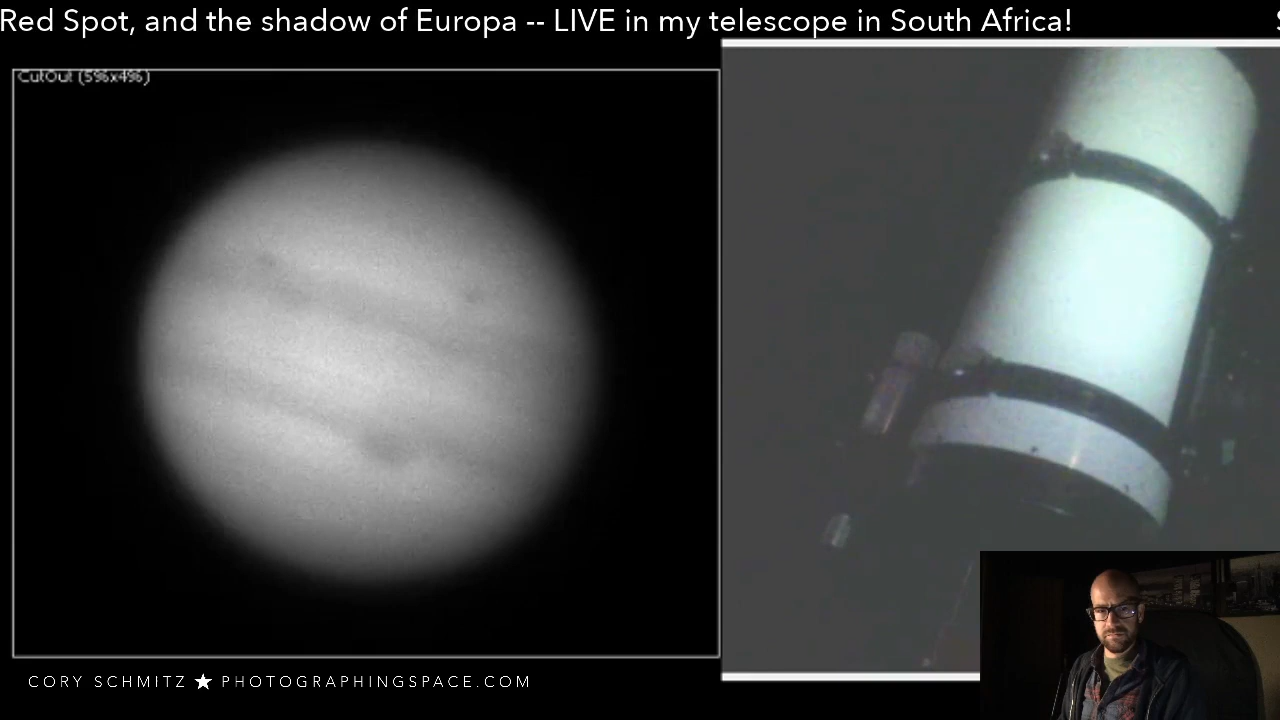 Red Spot, and the shadow of Europa -- LIVE in my telescope in South Africa!
CutOut (5%x4%)
CORY SCHMITZ ★ PHOTOGRAPHINGSPACE.COM